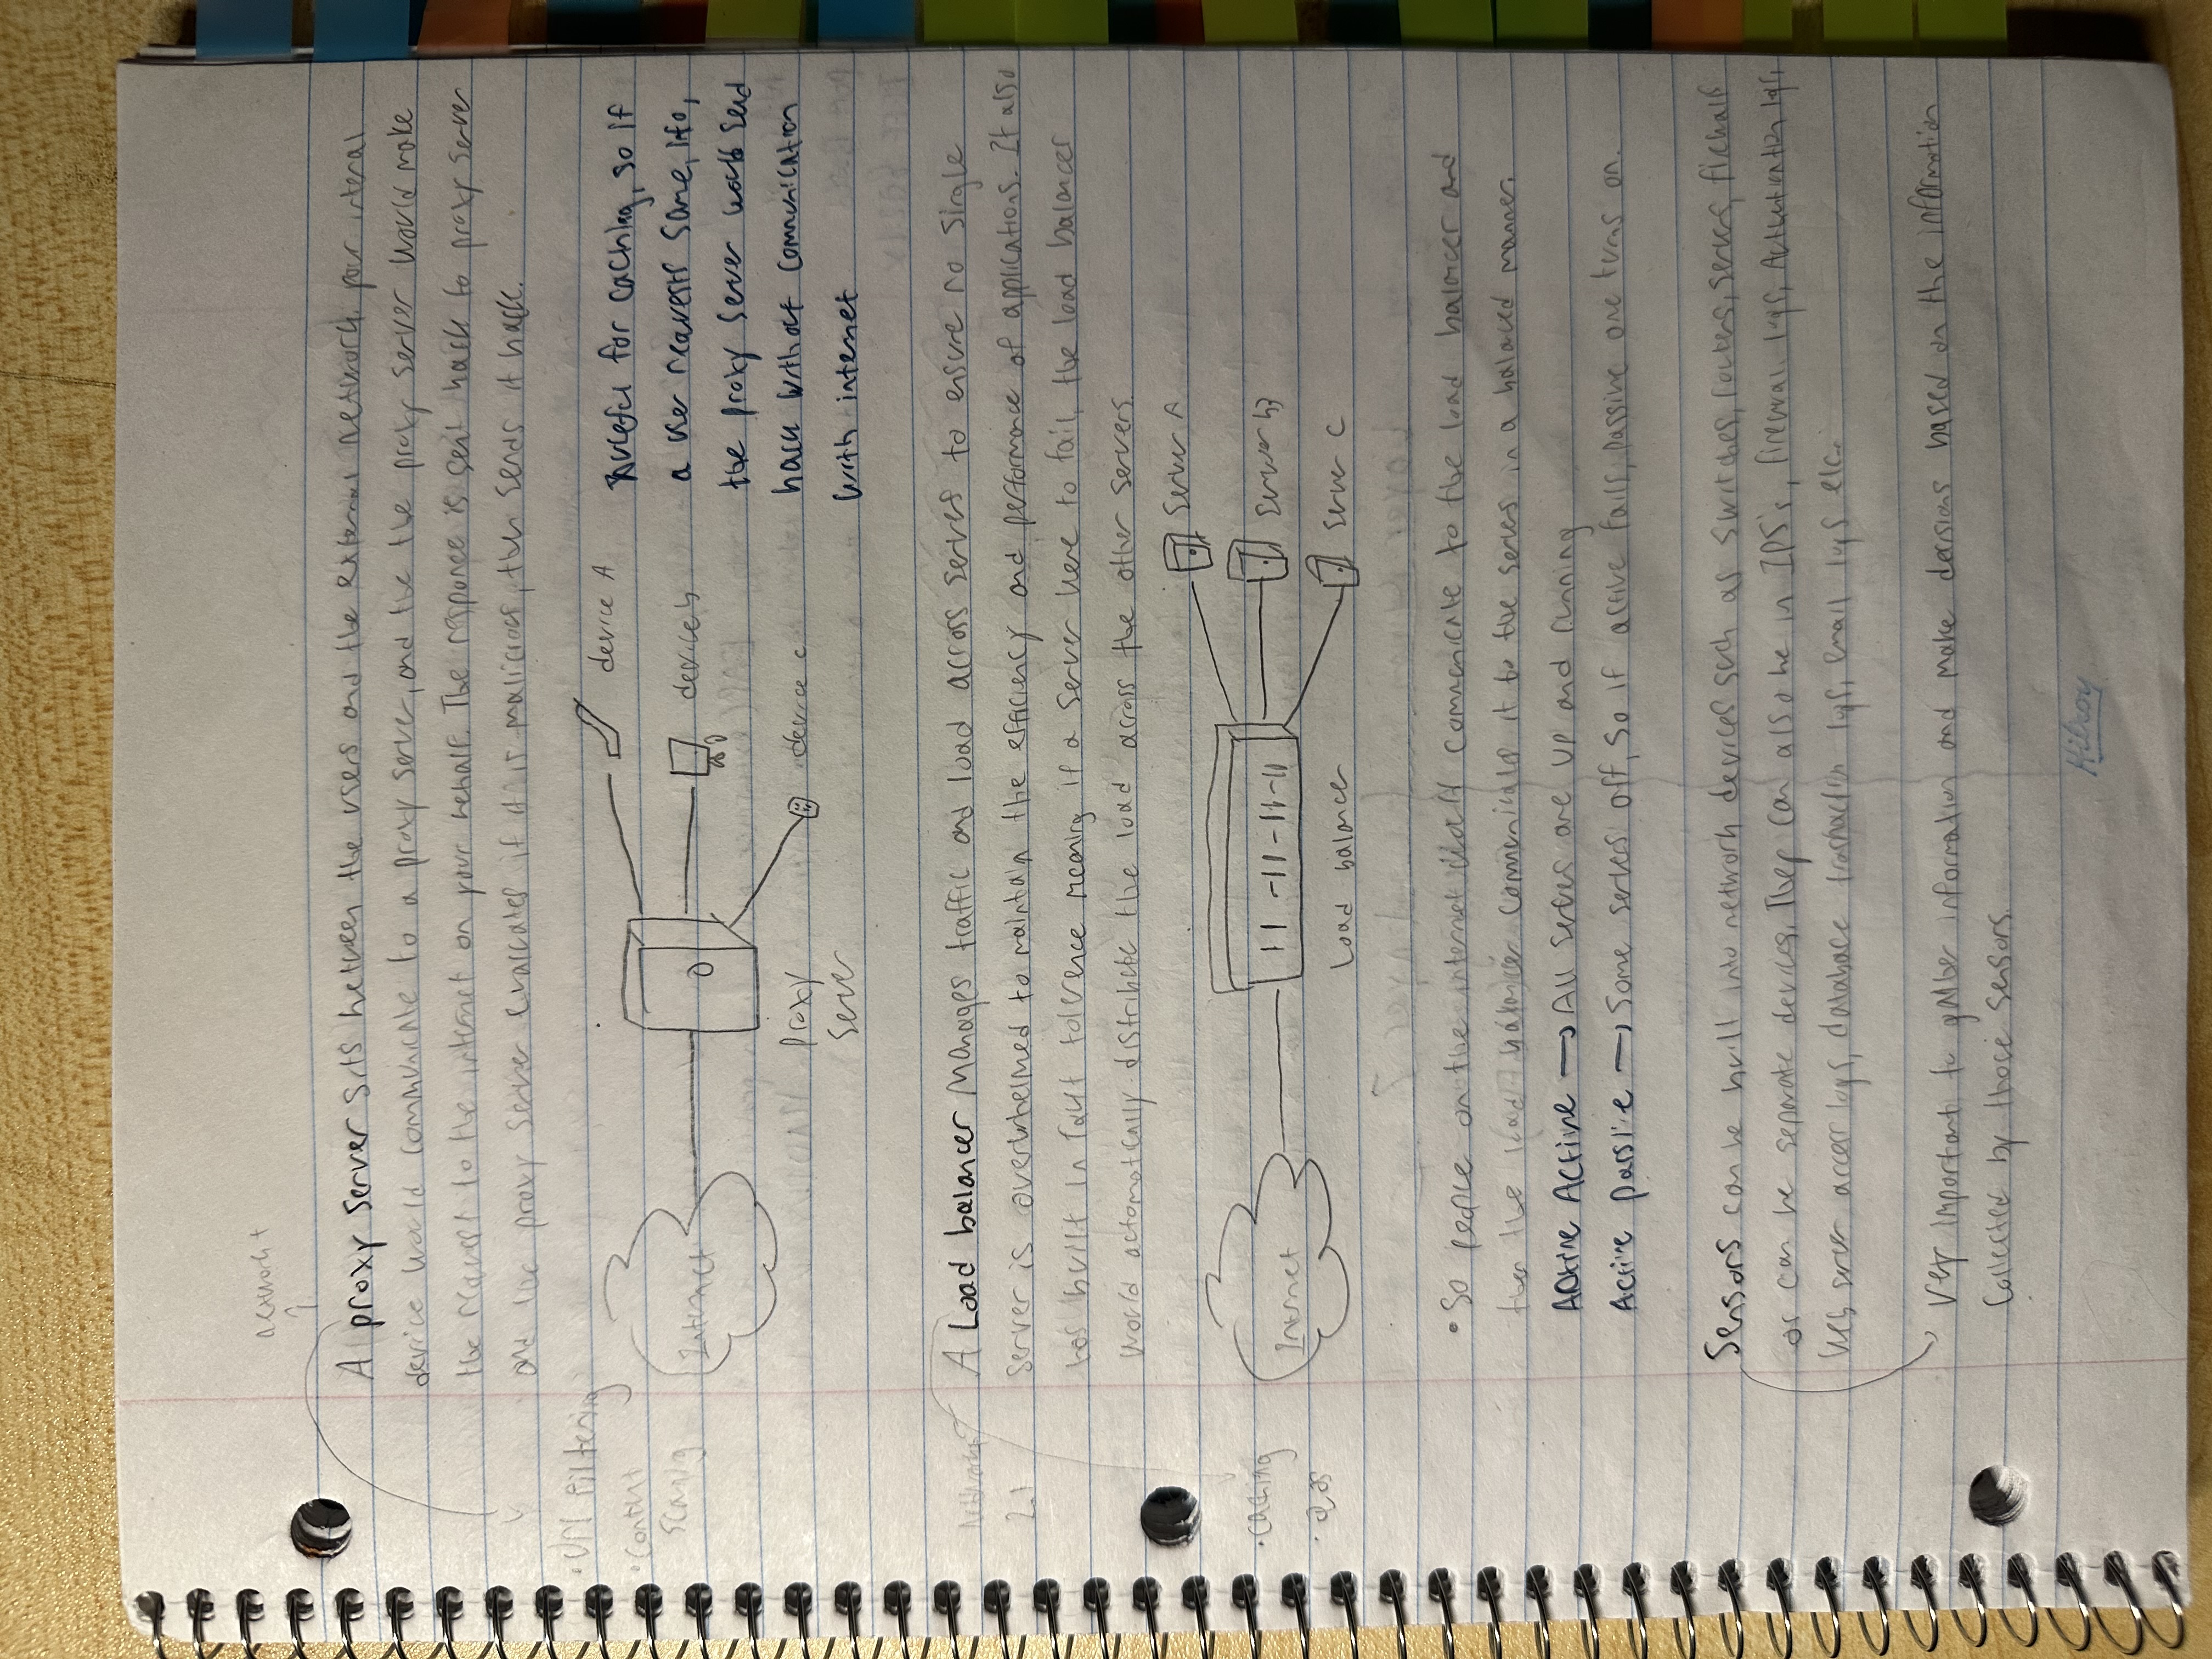 network+
A proxy server sits between the users and the external network. your interal
device would communicate to a proxy server, and the the proxy server would make
the request to the internet on your behalf. The responce is sent back to proxy server
and the proxy server evalcates if it is malicious, then sends it back.
• URL Filtering
• Content
scanig
Internet
Proxy
Server
device A
device b
device c
useful for caching, so if
a user requests same, ifo,
the proxy server would send
back without communication
with internet
Network+
2.1
A Load balancer manages traffic and load across serves to ensure no single
server is overwhelmed to maintain the efficiency and performance of applications. It also
has built in fault tolerence meaning if a server were to fail, the load balancer
would automatically distribute the load across the other servers.
• caching
• QoS
Internet
Load balancer
Server A
Server B
Server C
• So people on the internet communicate to the load balancer and
then the load balancer communicates it to the serves in a balaced manner.
Active Active → All serves are up and running
Active passive → Some servers off, so if active fails, passive one turns on.
Sensors can be built into network devices such as switches, routers, servers,
or can be separate devices. They can also be in IPS's, firewall logs, Authentication logs,
web server access logs, database transaction logs, email logs etc..
Very important to gather information and make decisions based on the information
collected by those sensors.
Hilroy